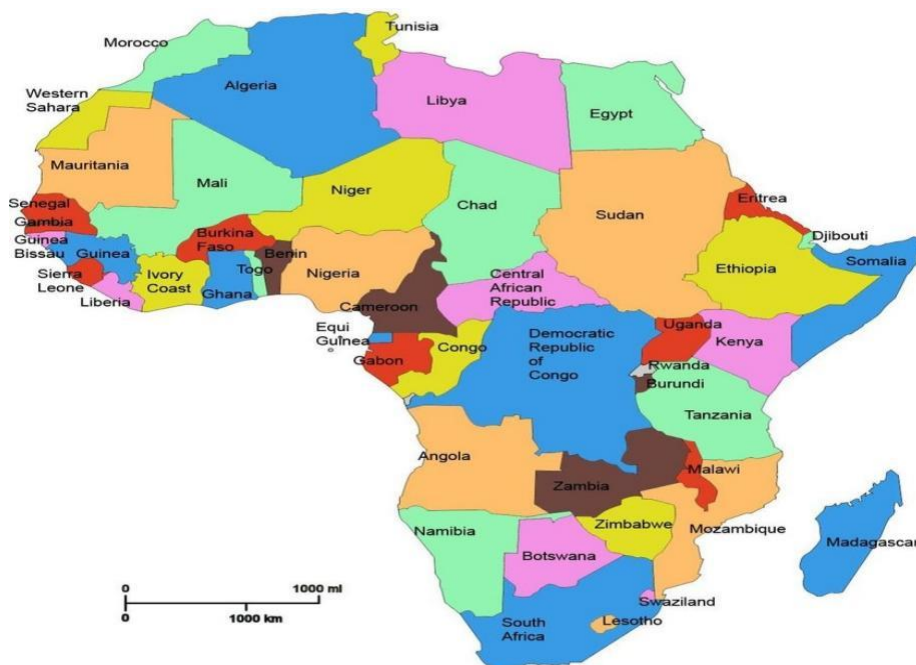 Tunisia
Morocco
Algeria
Libya
Egypt
Western
Sahara
Mauritania
Mali
Niger
Chad
Sudan
Eritrea
Senegal
Gambia
Guinea
Bissau
Guinea
Burkina
Faso
Benin
Djibouti
Somalia
Ethiopia
Sierra
Leone
Liberia
Ivory
Coast
Ghana
Togo
Nigeria
Central
African
Republic
Cameroon
Equi
Guinea
Gabon
Congo
Democratic
Republic
of
Congo
Uganda
Kenya
Rwanda
Burundi
Tanzania
Angola
Zambia
Malawi
Mozambique
Madagascar
Namibia
Zimbabwe
Botswana
Swaziland
Lesotho
South
Africa
0 1000 ml
0 1000 km